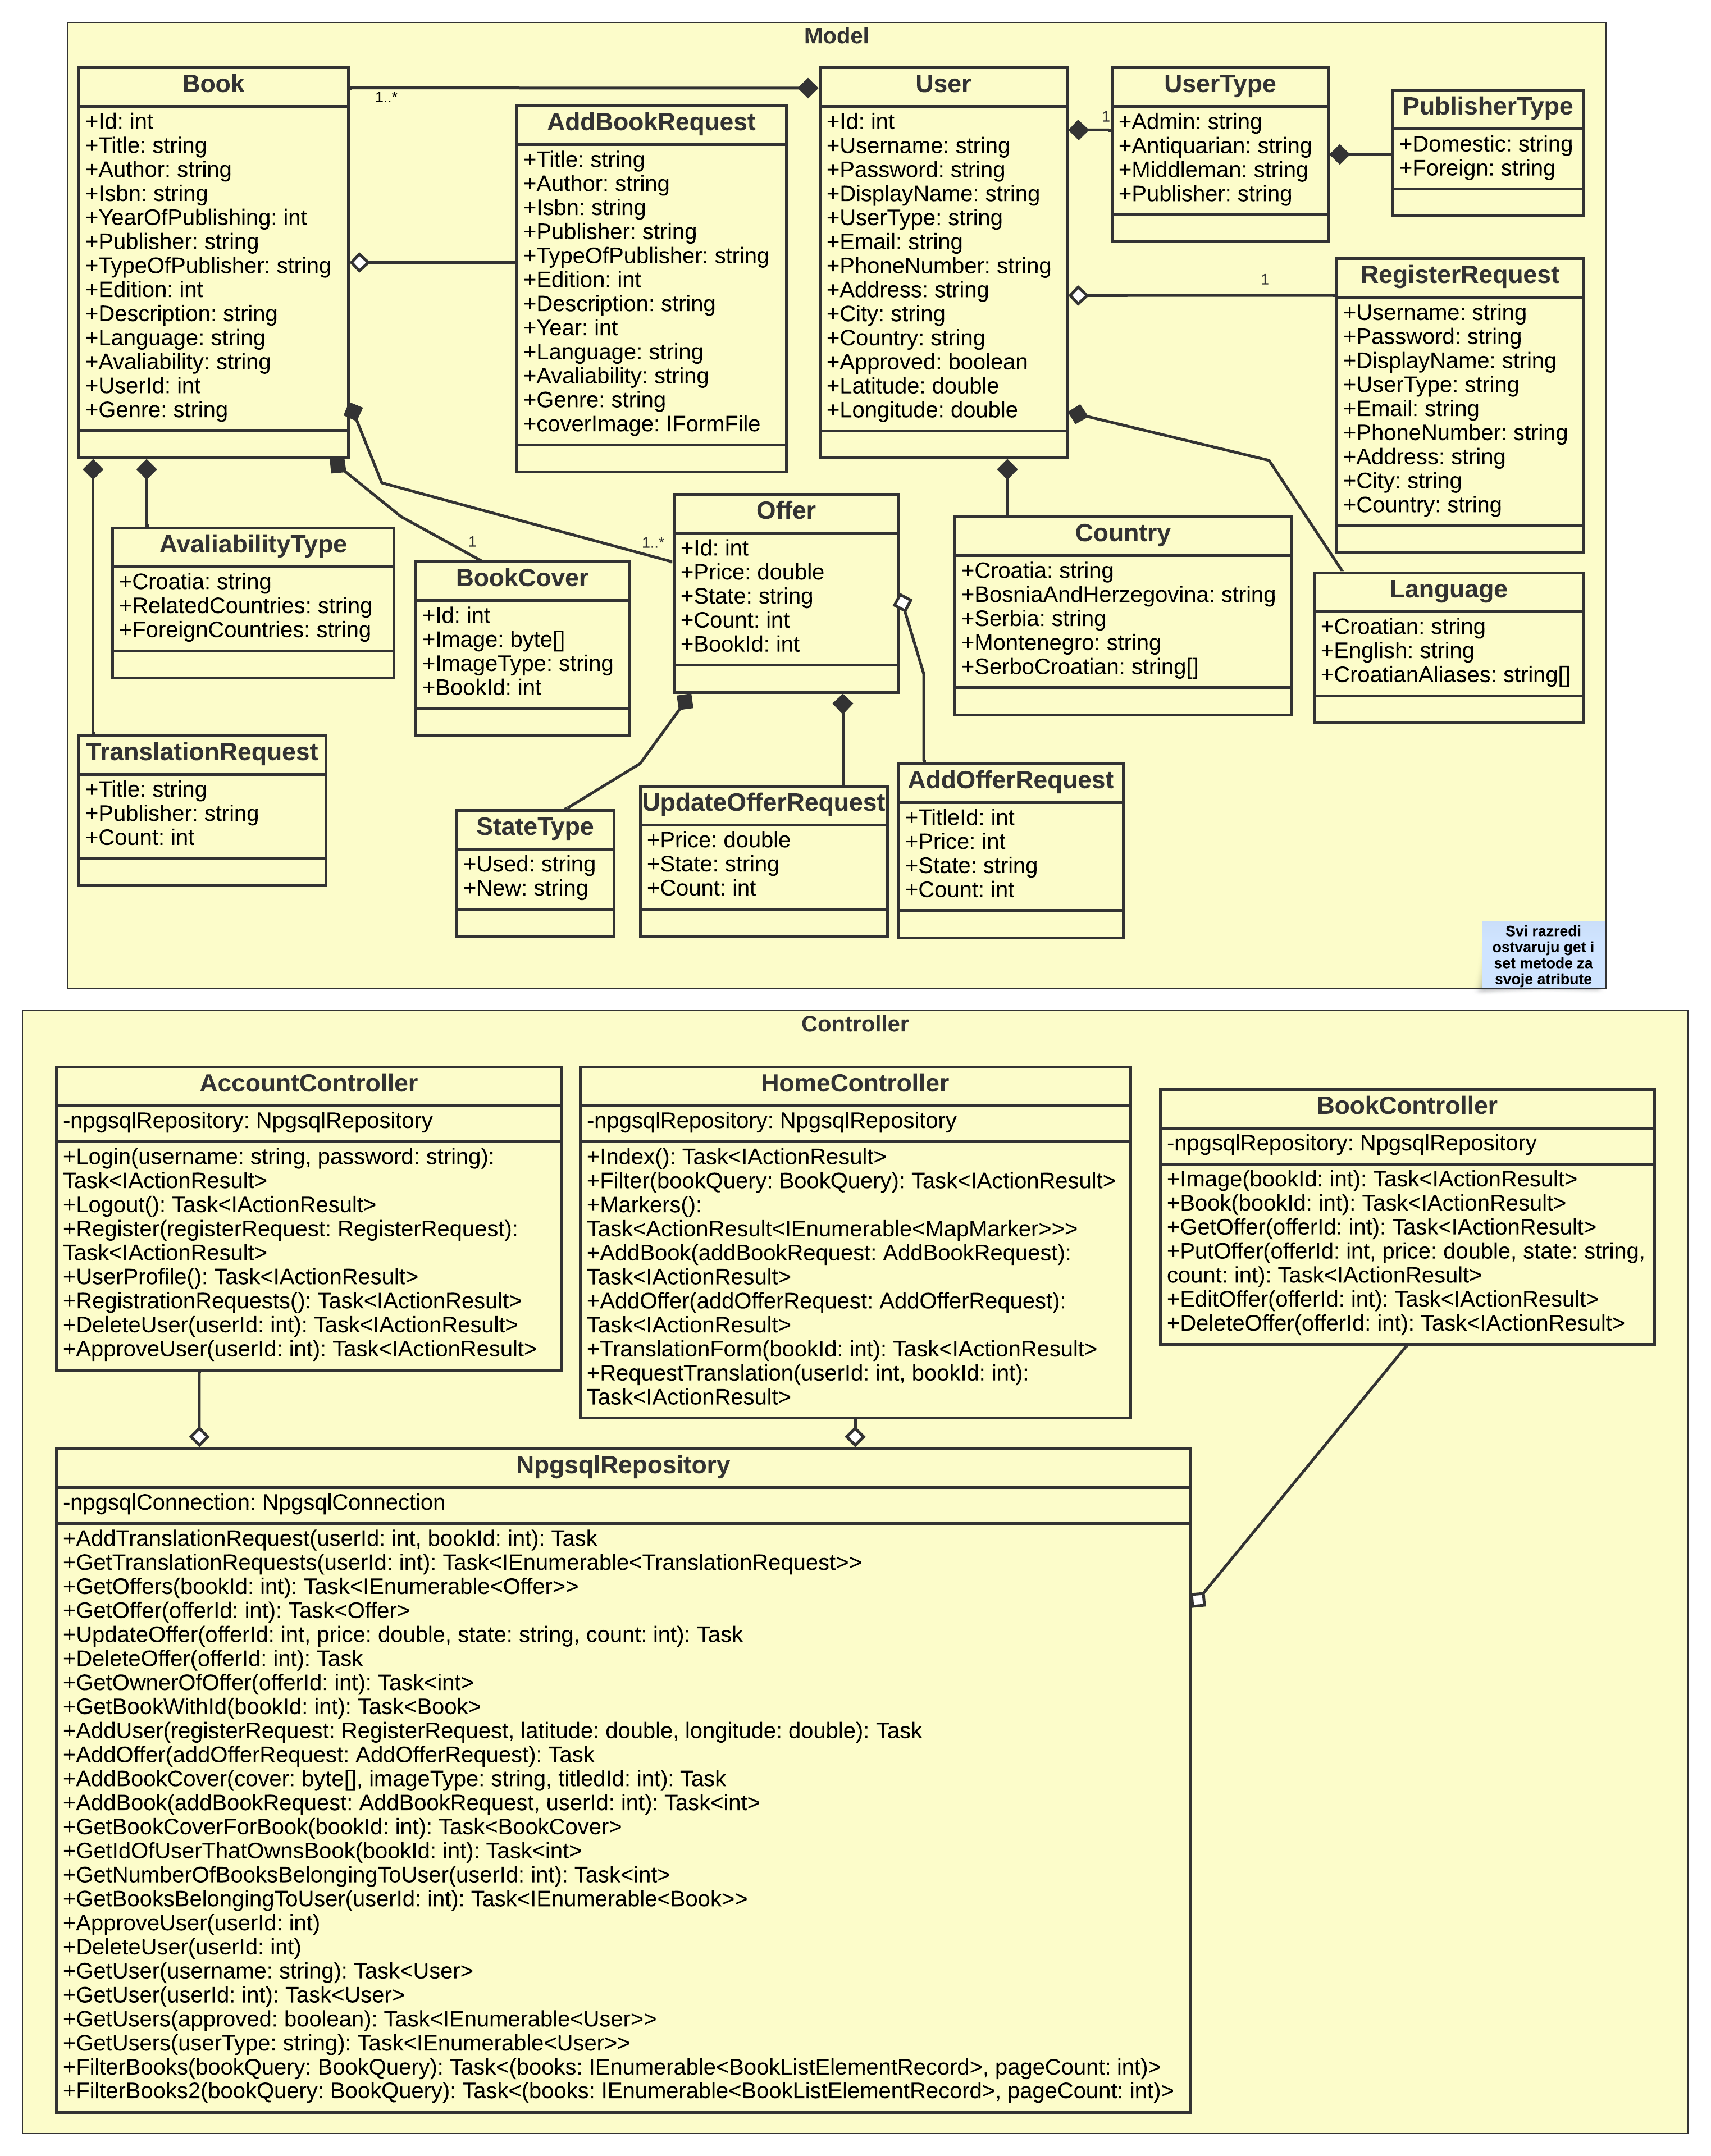 Model
Book
+Id: int
+Title: string
+Author: string
+Isbn: string
+YearOfPublishing: int
+Publisher: string
+TypeOfPublisher: string
+Edition: int
+Description: string
+Language: string
+Avaliability: string
+UserId: int
+Genre: string
1..*
AddBookRequest
+Title: string
+Author: string
+Isbn: string
+Publisher: string
+TypeOfPublisher: string
+Edition: int
+Description: string
+Year: int
+Language: string
+Avaliability: string
+Genre: string
+coverImage: IFormFile
User
+Id: int
+Username: string
+Password: string
+DisplayName: string
+UserType: string
+Email: string
+PhoneNumber: string
+Address: string
+City: string
+Country: string
+Approved: boolean
+Latitude: double
+Longitude: double
1
UserType
+Admin: string
+Antiquarian: string
+Middleman: string
+Publisher: string
PublisherType
+Domestic: string
+Foreign: string
1
RegisterRequest
+Username: string
+Password: string
+DisplayName: string
+UserType: string
+Email: string
+PhoneNumber: string
+Address: string
+City: string
+Country: string
AvaliabilityType
+Croatia: string
+RelatedCountries: string
+ForeignCountries: string
1
BookCover
+Id: int
+Image: byte[]
+ImageType: string
+BookId: int
1..*
Offer
+Id: int
+Price: double
+State: string
+Count: int
+BookId: int
Country
+Croatia: string
+BosniaAndHerzegovina: string
+Serbia: string
+Montenegro: string
+SerboCroatian: string[]
Language
+Croatian: string
+English: string
+CroatianAliases: string[]
TranslationRequest
+Title: string
+Publisher: string
+Count: int
StateType
+Used: string
+New: string
UpdateOfferRequest
+Price: double
+State: string
+Count: int
AddOfferRequest
+TitleId: int
+Price: int
+State: string
+Count: int
Svi razredi
ostvaruju get i
set metode za
svoje atribute
Controller
AccountController
-npgsqlRepository: NpgsqlRepository
+Login(username: string, password: string):
Task<IActionResult>
+Logout(): Task<IActionResult>
+Register(registerRequest: RegisterRequest):
Task<IActionResult>
+UserProfile(): Task<IActionResult>
+RegistrationRequests(): Task<IActionResult>
+DeleteUser(userId: int): Task<IActionResult>
+ApproveUser(userId: int): Task<IActionResult>
HomeController
-npgsqlRepository: NpgsqlRepository
+Index(): Task<IActionResult>
+Filter(bookQuery: BookQuery): Task<IActionResult>
+Markers():
Task<ActionResult<IEnumerable<MapMarker>>>
+AddBook(addBookRequest: AddBookRequest):
Task<IActionResult>
+AddOffer(addOfferRequest: AddOfferRequest):
Task<IActionResult>
+TranslationForm(bookId: int): Task<IActionResult>
+RequestTranslation(userId: int, bookId: int):
Task<IActionResult>
BookController
-npgsqlRepository: NpgsqlRepository
+Image(bookId: int): Task<IActionResult>
+Book(bookId: int): Task<IActionResult>
+GetOffer(offerId: int): Task<IActionResult>
+PutOffer(offerId: int, price: double, state: string,
count: int): Task<IActionResult>
+EditOffer(offerId: int): Task<IActionResult>
+DeleteOffer(offerId: int): Task<IActionResult>
NpgsqlRepository
-npgsqlConnection: NpgsqlConnection
+AddTranslationRequest(userId: int, bookId: int): Task
+GetTranslationRequests(userId: int): Task<IEnumerable<TranslationRequest>>
+GetOffers(bookId: int): Task<IEnumerable<Offer>>
+GetOffer(offerId: int): Task<Offer>
+UpdateOffer(offerId: int, price: double, state: string, count: int): Task
+DeleteOffer(offerId: int): Task
+GetOwnerOfOffer(offerId: int): Task<int>
+GetBookWithId(bookId: int): Task<Book>
+AddUser(registerRequest: RegisterRequest, latitude: double, longitude: double): Task
+AddOffer(addOfferRequest: AddOfferRequest): Task
+AddBookCover(cover: byte[], imageType: string, titledId: int): Task
+AddBook(addBookRequest: AddBookRequest, userId: int): Task<int>
+GetBookCoverForBook(bookId: int): Task<BookCover>
+GetIdOfUserThatOwnsBook(bookId: int): Task<int>
+GetNumberOfBooksBelongingToUser(userId: int): Task<int>
+GetBooksBelongingToUser(userId: int): Task<IEnumerable<Book>>
+ApproveUser(userId: int)
+DeleteUser(userId: int)
+GetUser(username: string): Task<User>
+GetUser(userId: int): Task<User>
+GetUsers(approved: boolean): Task<IEnumerable<User>>
+GetUsers(userType: string): Task<IEnumerable<User>>
+FilterBooks(bookQuery: BookQuery): Task<(books: IEnumerable<BookListElementRecord>, pageCount: int)>
+FilterBooks2(bookQuery: BookQuery): Task<(books: IEnumerable<BookListElementRecord>, pageCount: int)>